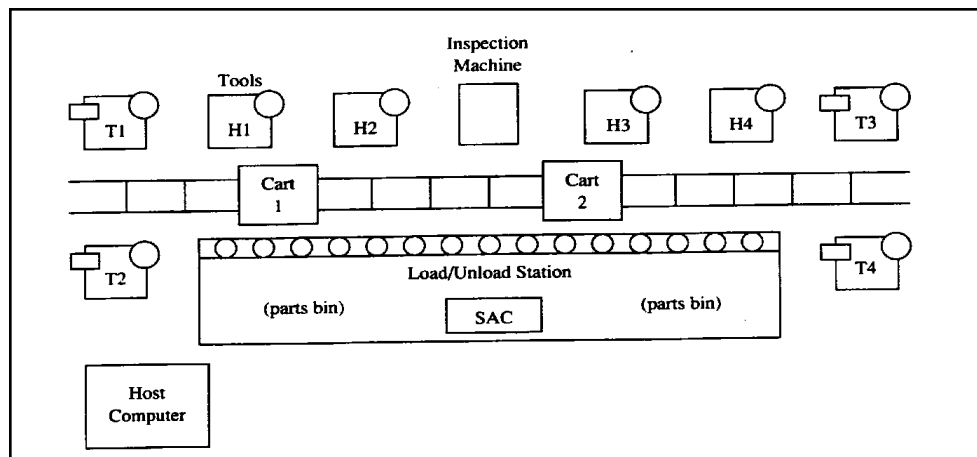 Inspection
Machine
Tools
T1
H1
H2
H3
H4
T3
Cart
1
Cart
2
T2
T4
Load/Unload Station
(parts bin)
SAC
(parts bin)
Host
Computer